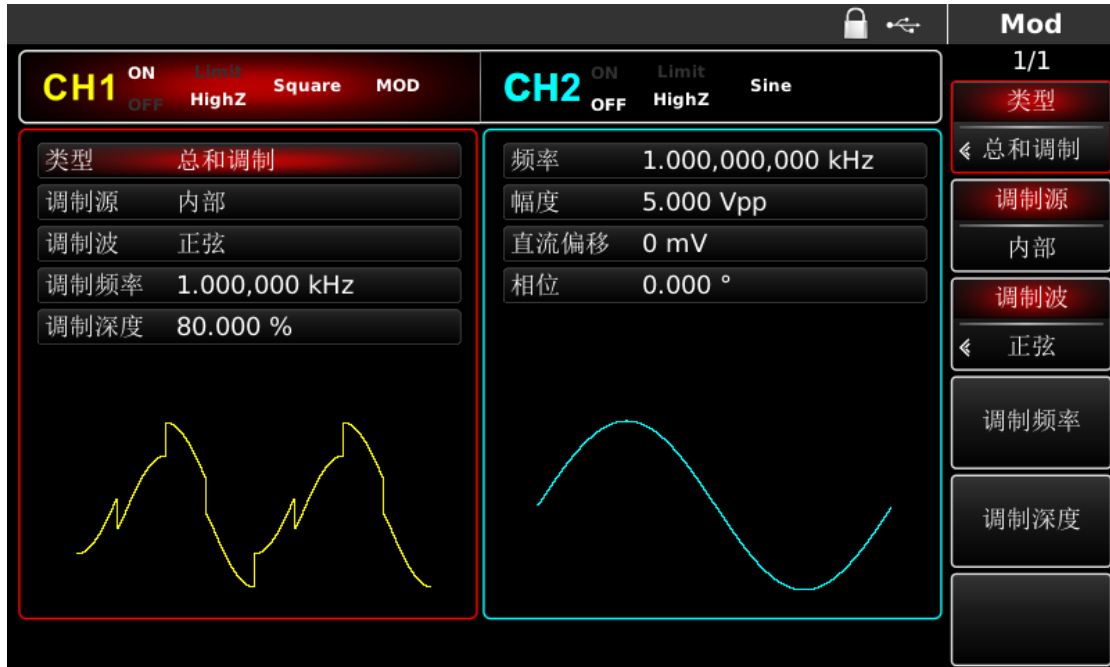 Mod
1/1
CH1 ON OFF Limit HighZ Square MOD
CH2 ON OFF Limit HighZ Sine
类型 总和调制
调制源 内部
调制波 正弦
调制频率 1.000,000 kHz
调制深度 80.000 %
频率 1.000,000,000 kHz
幅度 5.000 Vpp
直流偏移 0 mV
相位 0.000 °
类型
总和调制
调制源
内部
调制波
正弦
调制频率
调制深度